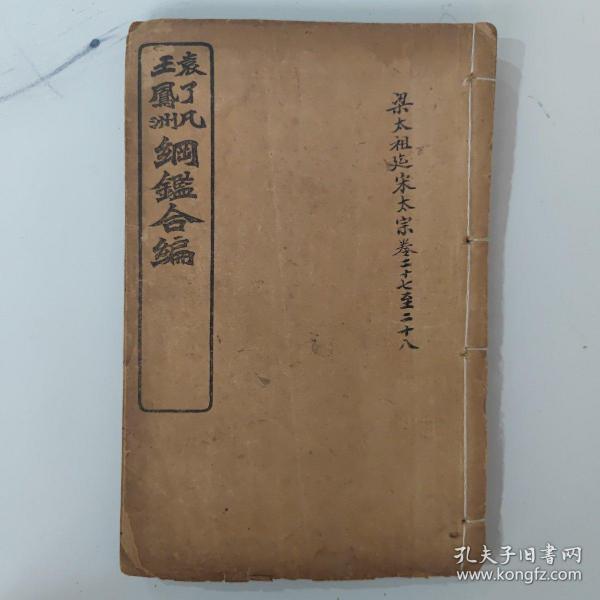 梁太祖迄宋太宗卷二十七至二十八
袁了凡
王鳳洲
綱鑑合編
孔夫子旧书网
www.kongfz.com